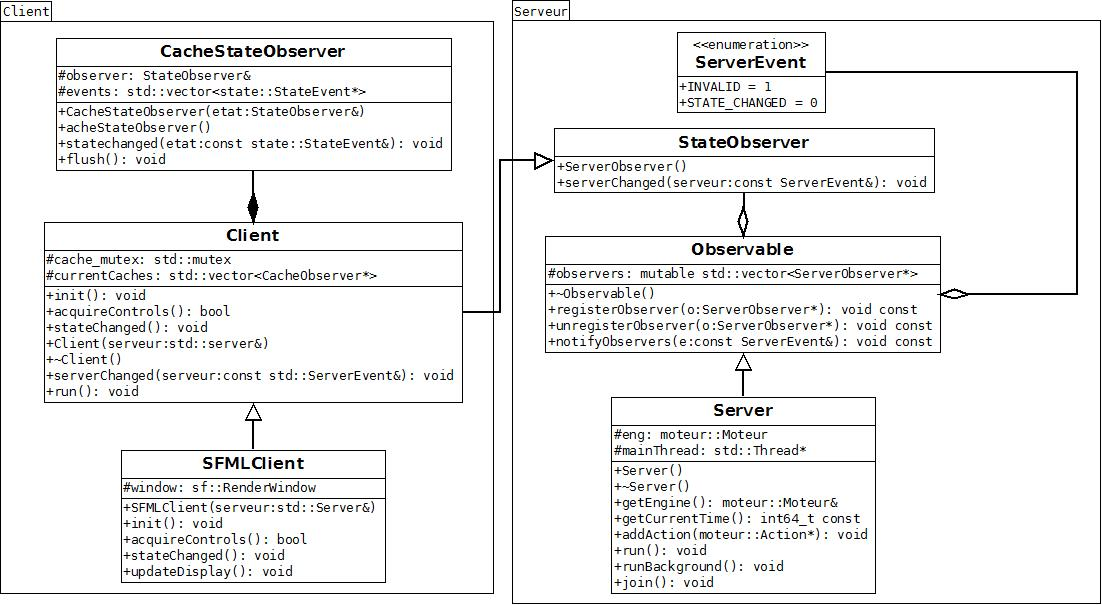 Client
CacheStateObserver
#observer: StateObserver&
#events: std::vector<state::StateEvent*>
+CacheStateObserver(etat:StateObserver&)
+acheStateObserver()
+statechanged(etat:const state::StateEvent&): void
+flush(): void
Client
#cache_mutex: std::mutex
#currentCaches: std::vector<CacheObserver*>
+init(): void
+acquireControls(): bool
+stateChanged(): void
+Client(serveur:std::server&)
+~Client()
+serverChanged(serveur:const std::ServerEvent&): void
+run(): void
SFMLClient
#window: sf::RenderWindow
+SFMLClient(serveur:std::Server&)
+init(): void
+acquireControls(): bool
+stateChanged(): void
+updateDisplay(): void
Serveur
<<enumeration>>
ServerEvent
+INVALID = 1
+STATE_CHANGED = 0
StateObserver
+ServerObserver()
+serverChanged(serveur:const ServerEvent&): void
Observable
#observers: mutable std::vector<ServerObserver*>
+~Observable()
+registerObserver(o:ServerObserver*): void const
+unregisterObserver(o:ServerObserver*): void const
+notifyObservers(e:const ServerEvent&): void const
Server
#eng: moteur::Moteur
#mainThread: std::Thread*
+Server()
+~Server()
+getEngine(): moteur::Moteur&
+getCurrentTime(): int64_t const
+addAction(moteur::Action*): void
+run(): void
+runBackground(): void
+join(): void